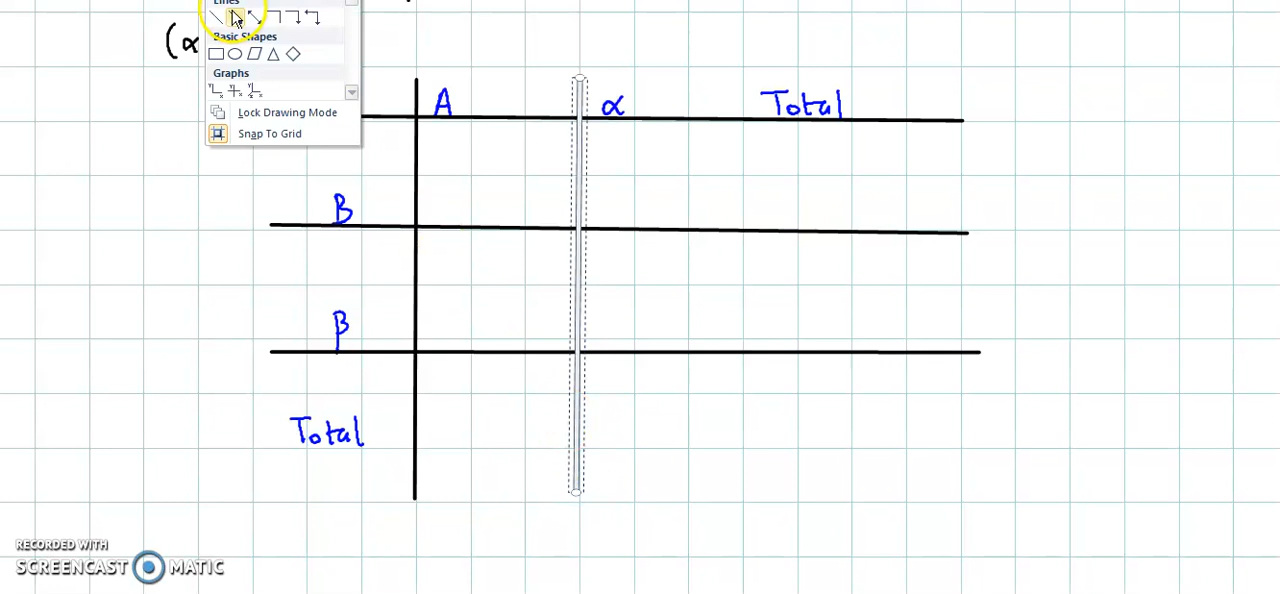 Lines
(α
Basic Shapes
Graphs
Lock Drawing Mode
Snap To Grid
A α Total
B
β
Total
RECORDED WITH
SCREENCAST MATIC